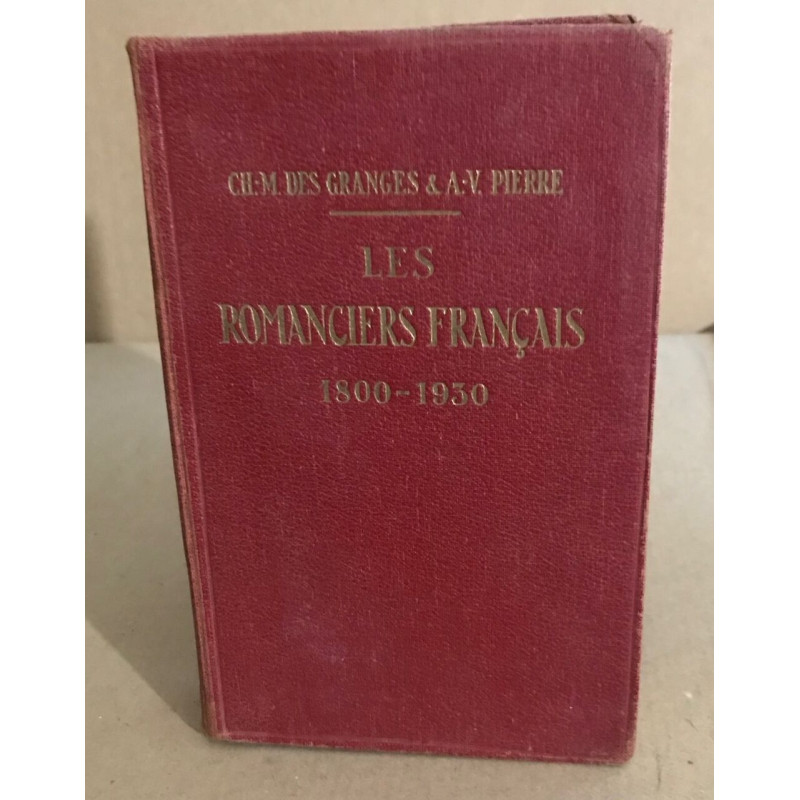 CH.-M. DES GRANGES & A.-V. PIERRE
LES
ROMANCIERS FRANÇAIS
1800-1930